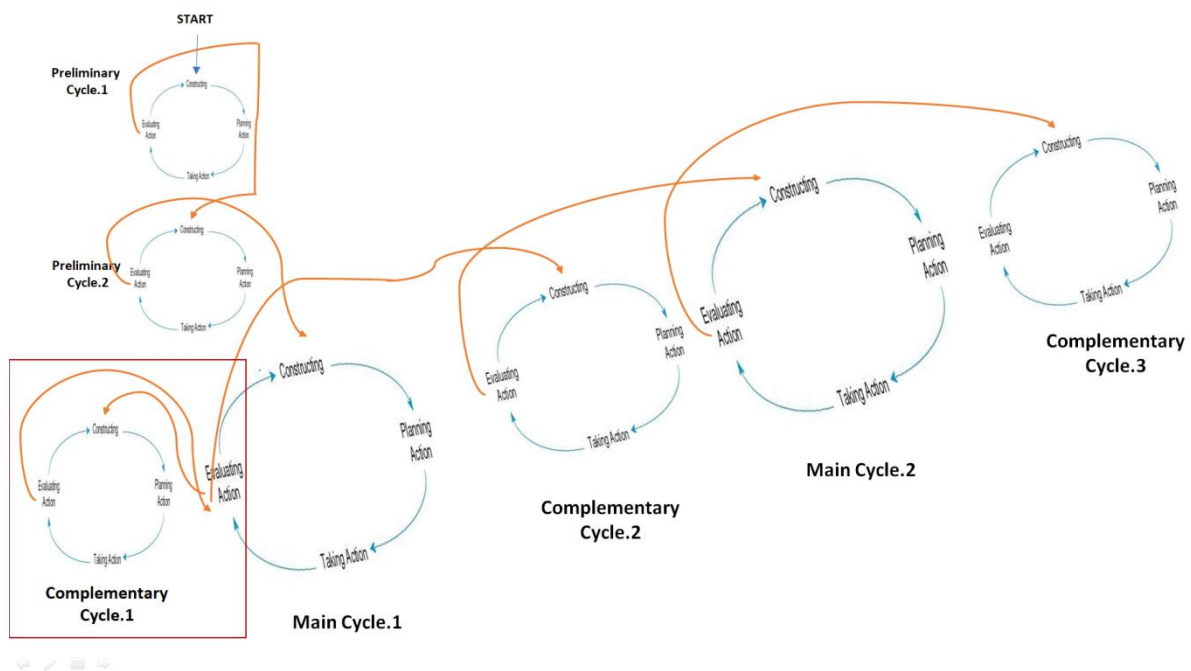 START
Preliminary
Cycle.1
Constructing
Evaluating
Action
Planning
Action
Taking Action
Preliminary
Cycle.2
Constructing
Evaluating
Action
Planning
Action
Taking Action
Constructing
Evaluating
Action
Planning
Action
Taking Action
Complementary
Cycle.1
Constructing
Evaluating
Action
Planning
Action
Taking Action
Main Cycle.1
Constructing
Evaluating
Action
Planning
Action
Taking Action
Complementary
Cycle.2
Constructing
Evaluating
Action
Planning
Action
Taking Action
Main Cycle.2
Constructing
Evaluating
Action
Planning
Action
Taking Action
Complementary
Cycle.3